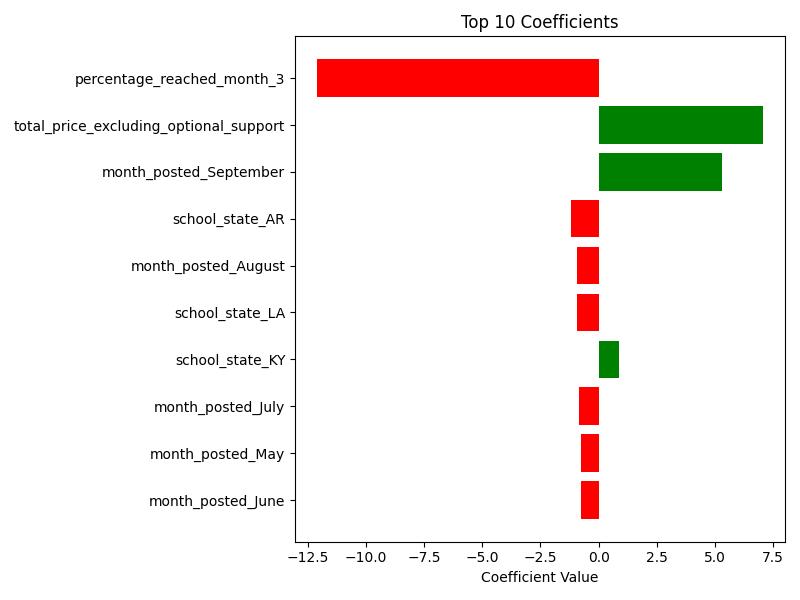 Top 10 Coefficients
percentage_reached_month_3
total_price_excluding_optional_support
month_posted_September
school_state_AR
month_posted_August
school_state_LA
school_state_KY
month_posted_July
month_posted_May
month_posted_June
−12.5 −10.0 −7.5 −5.0 −2.5 0.0 2.5 5.0 7.5
Coefficient Value